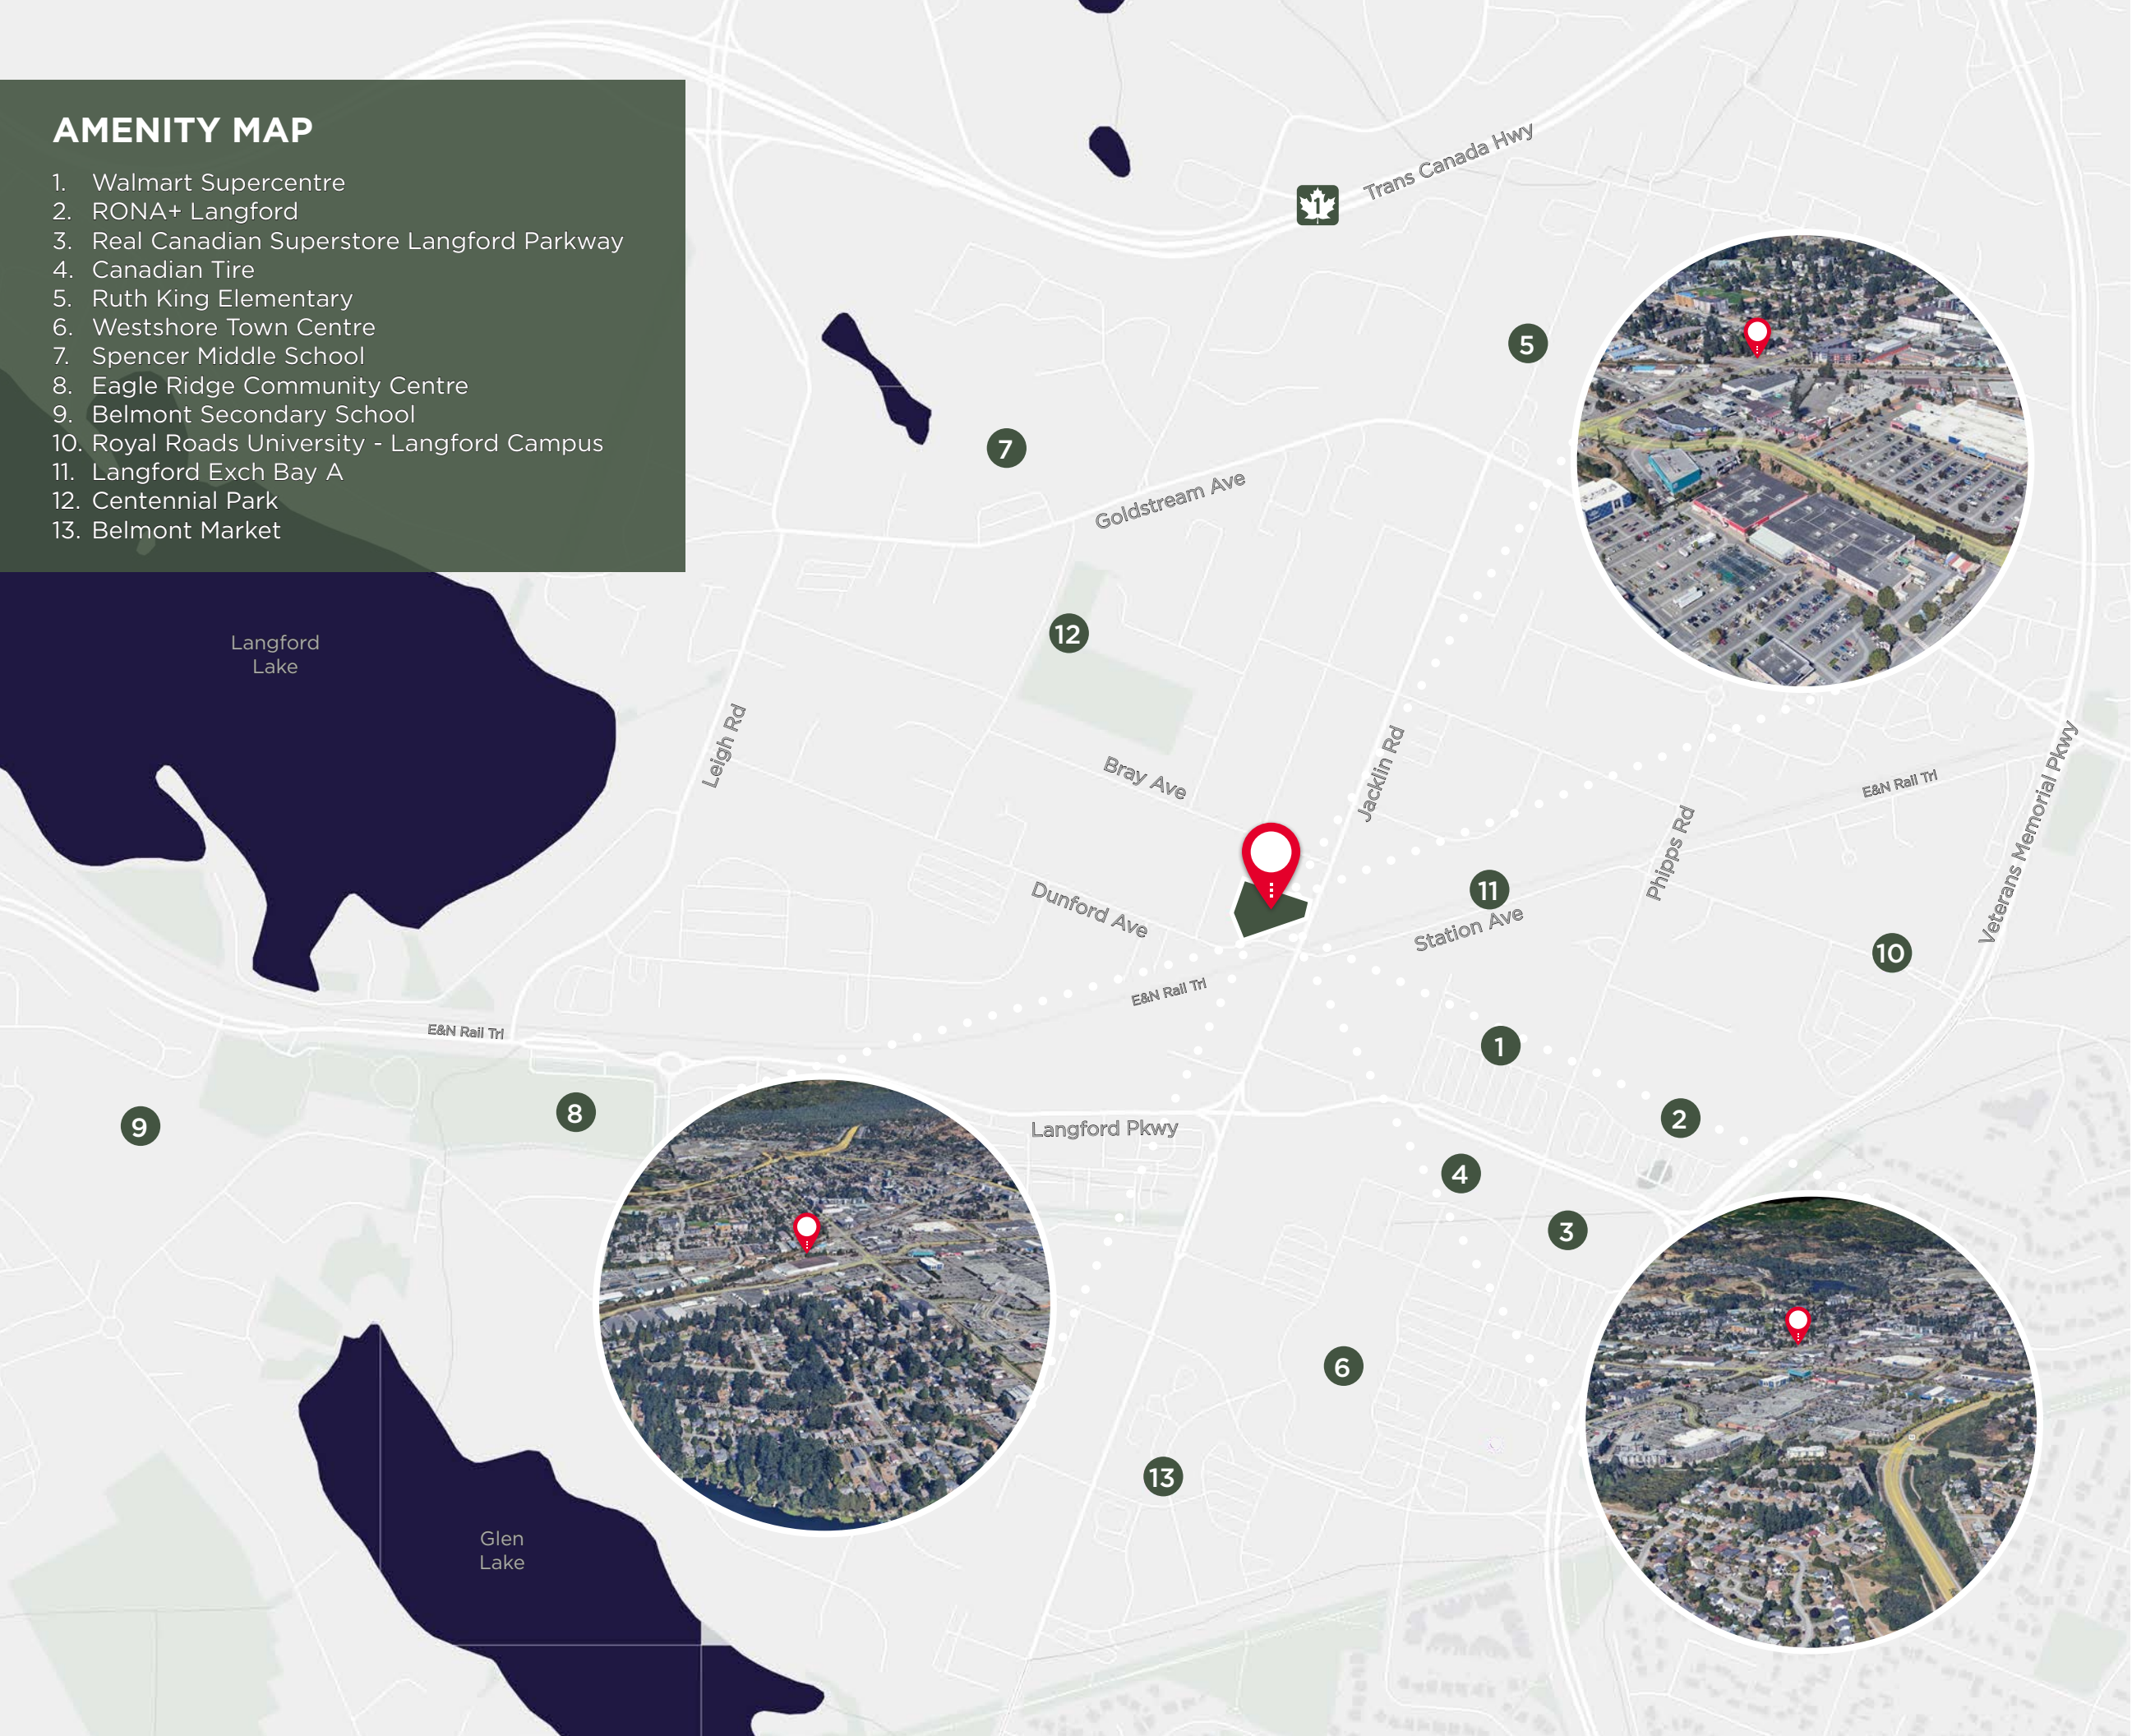 AMENITY MAP
1. Walmart Supercentre
2. RONA+ Langford
3. Real Canadian Superstore Langford Parkway
4. Canadian Tire
5. Ruth King Elementary
6. Westshore Town Centre
7. Spencer Middle School
8. Eagle Ridge Community Centre
9. Belmont Secondary School
10. Royal Roads University - Langford Campus
11. Langford Exch Bay A
12. Centennial Park
13. Belmont Market
Trans Canada Hwy
1
5
7
Goldstream Ave
12
Langford
Lake
Leigh Rd
Bray Ave
Jacklin Rd
E&N Rail Trl
Phipps Rd
Veterans Memorial Pkwy
Dunford Ave
11
Station Ave
10
E&N Rail Trl
E&N Rail Trl
1
8
9
2
Langford Pkwy
4
3
6
13
Glen
Lake